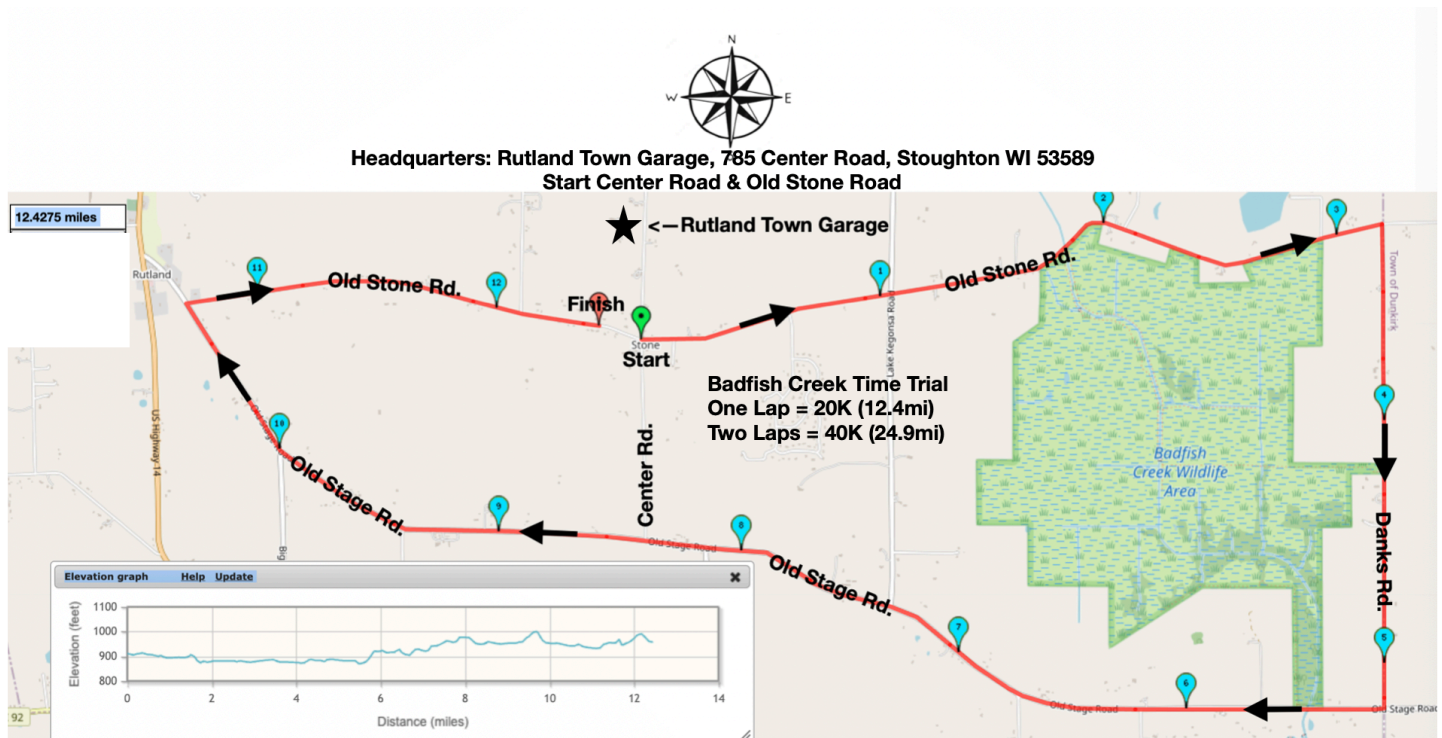 N
W
E
Headquarters: Rutland Town Garage, 785 Center Road, Stoughton WI 53589
Start Center Road & Old Stone Road
12.4275 miles
<—Rutland Town Garage
Rutland
11
Old Stone Rd.
12
Finish
Stone
Start
1
Old Stone Rd.
2
3
Town of Dunkirk
Lake Kegonsa Road
Badfish Creek Time Trial
One Lap = 20K (12.4mi)
Two Laps = 40K (24.9mi)
4
US Highway 14
10
Old Stage Rd.
Center Rd.
Badfish
Creek Wildlife
Area
9
8
Old Stage Road
Old Stage Rd.
Danks Rd.
Big
7
5
6
Old Stage Road
Old Stage Road
92
Elevation graph Help Update
Elevation (feet)
1100
1000
900
800
0 2 4 6 8 10 12 14
Distance (miles)